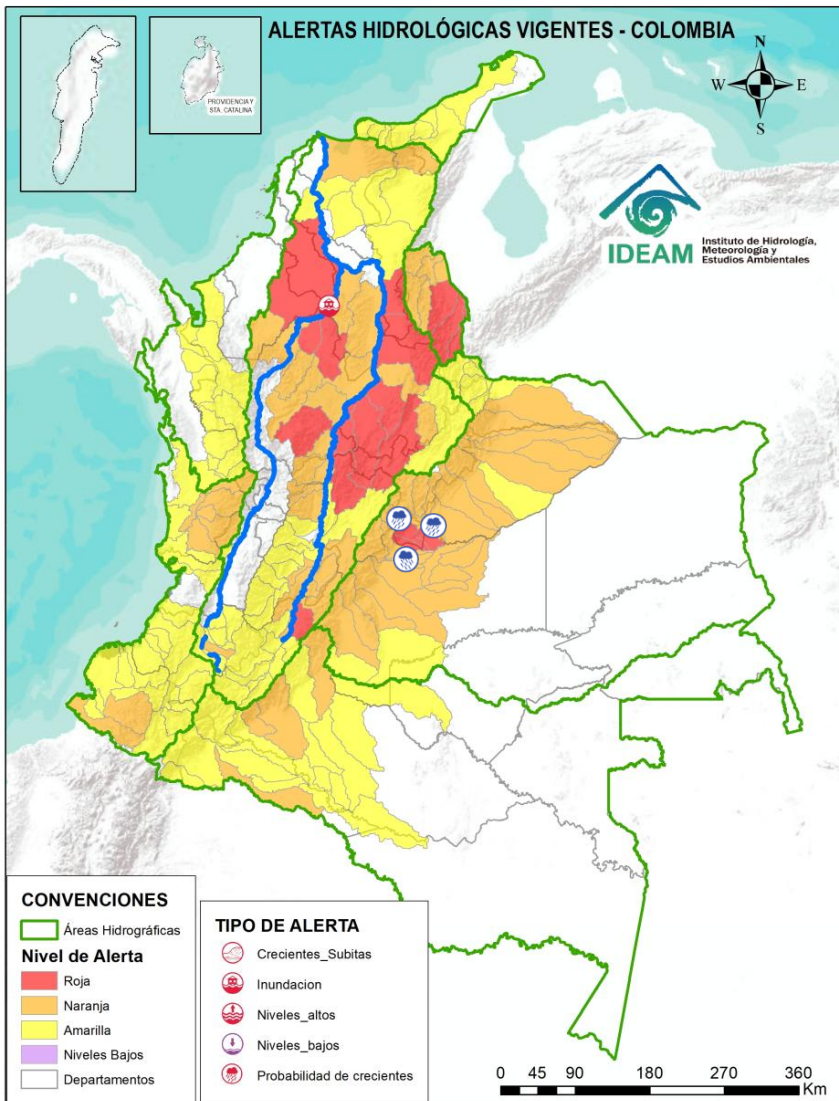 ALERTAS HIDROLÓGICAS VIGENTES - COLOMBIA
PROVIDENCIA Y
STA. CATALINA
N
W
E
S
IDEAM
Instituto de Hidrología,
Meteorología y
Estudios Ambientales
CONVENCIONES
Áreas Hidrográficas
Nivel de Alerta
Roja
Naranja
Amarilla
Niveles Bajos
Departamentos
TIPO DE ALERTA
Crecientes_Subitas
Inundacion
Niveles_altos
Niveles_bajos
Probabilidad de crecientes
0 45 90 180 270 360
Km